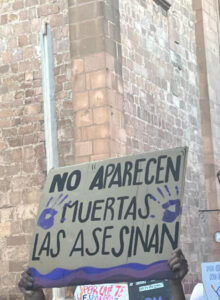 NO "APARECEN
MUERTAS"
LAS ASESINAN